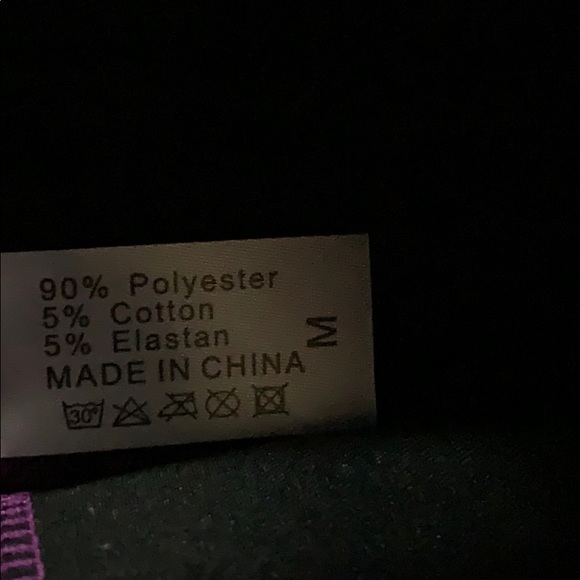 90% Polyester
5% Cotton
5% Elastan
M
MADE IN CHINA
30°